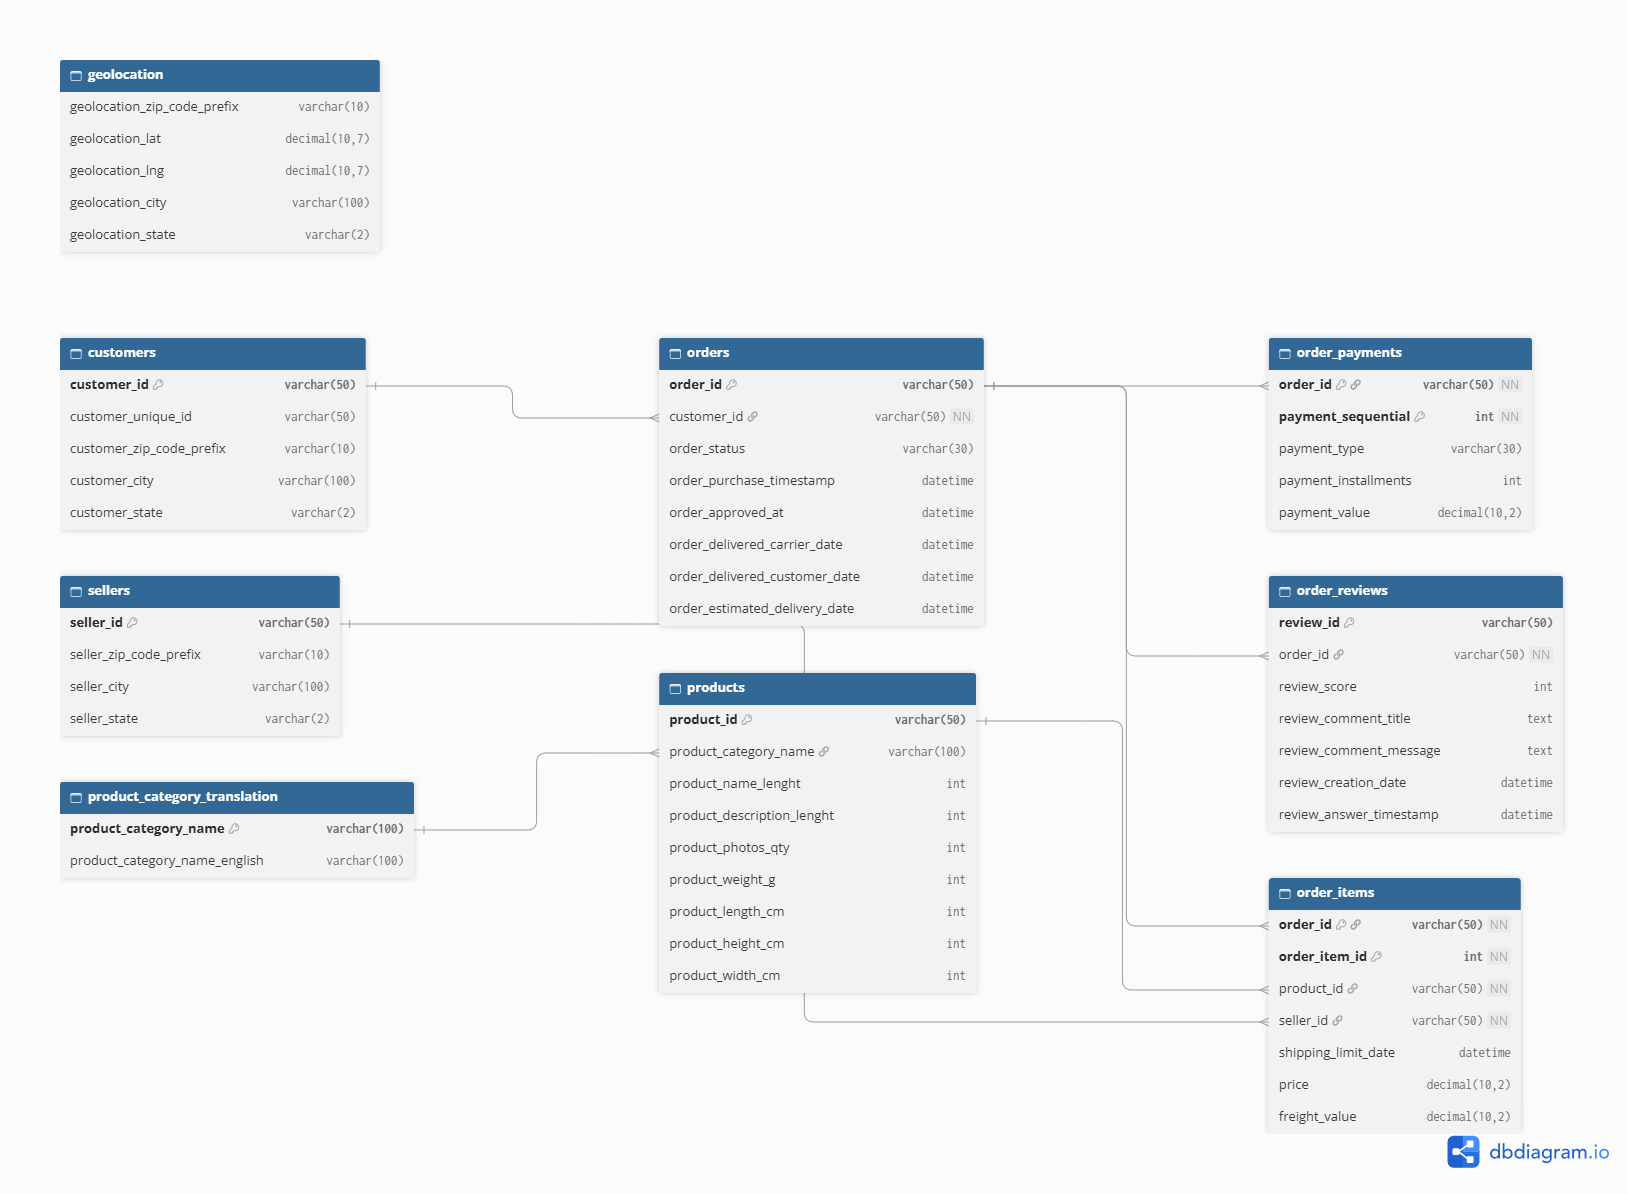 geolocation
geolocation_zip_code_prefix varchar(10)
geolocation_lat decimal(10,7)
geolocation_lng decimal(10,7)
geolocation_city varchar(100)
geolocation_state varchar(2)
customers
customer_id varchar(50)
customer_unique_id varchar(50)
customer_zip_code_prefix varchar(10)
customer_city varchar(100)
customer_state varchar(2)
sellers
seller_id varchar(50)
seller_zip_code_prefix varchar(10)
seller_city varchar(100)
seller_state varchar(2)
product_category_translation
product_category_name varchar(100)
product_category_name_english varchar(100)
orders
order_id varchar(50)
customer_id varchar(50) NN
order_status varchar(30)
order_purchase_timestamp datetime
order_approved_at datetime
order_delivered_carrier_date datetime
order_delivered_customer_date datetime
order_estimated_delivery_date datetime
products
product_id varchar(50)
product_category_name varchar(100)
product_name_lenght int
product_description_lenght int
product_photos_qty int
product_weight_g int
product_length_cm int
product_height_cm int
product_width_cm int
order_payments
order_id varchar(50) NN
payment_sequential int NN
payment_type varchar(30)
payment_installments int
payment_value decimal(10,2)
order_reviews
review_id varchar(50)
order_id varchar(50) NN
review_score int
review_comment_title text
review_comment_message text
review_creation_date datetime
review_answer_timestamp datetime
order_items
order_id varchar(50) NN
order_item_id int NN
product_id varchar(50) NN
seller_id varchar(50) NN
shipping_limit_date datetime
price decimal(10,2)
freight_value decimal(10,2)
dbdiagram.io